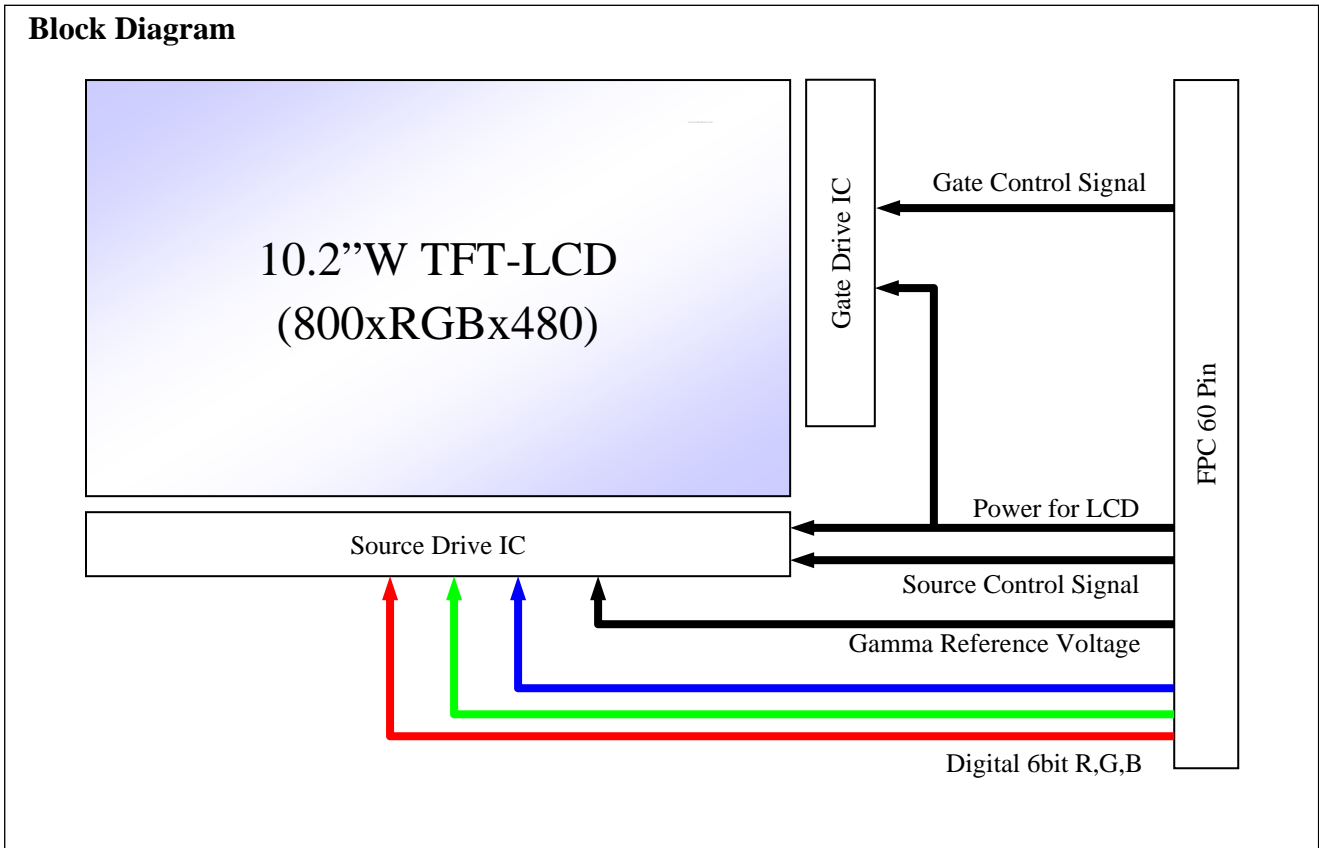 Block Diagram
10.2”W TFT-LCD
(800xRGBx480)
Gate Drive IC
Gate Control Signal
FPC 60 Pin
Power for LCD
Source Drive IC
Source Control Signal
Gamma Reference Voltage
Digital 6bit R,G,B